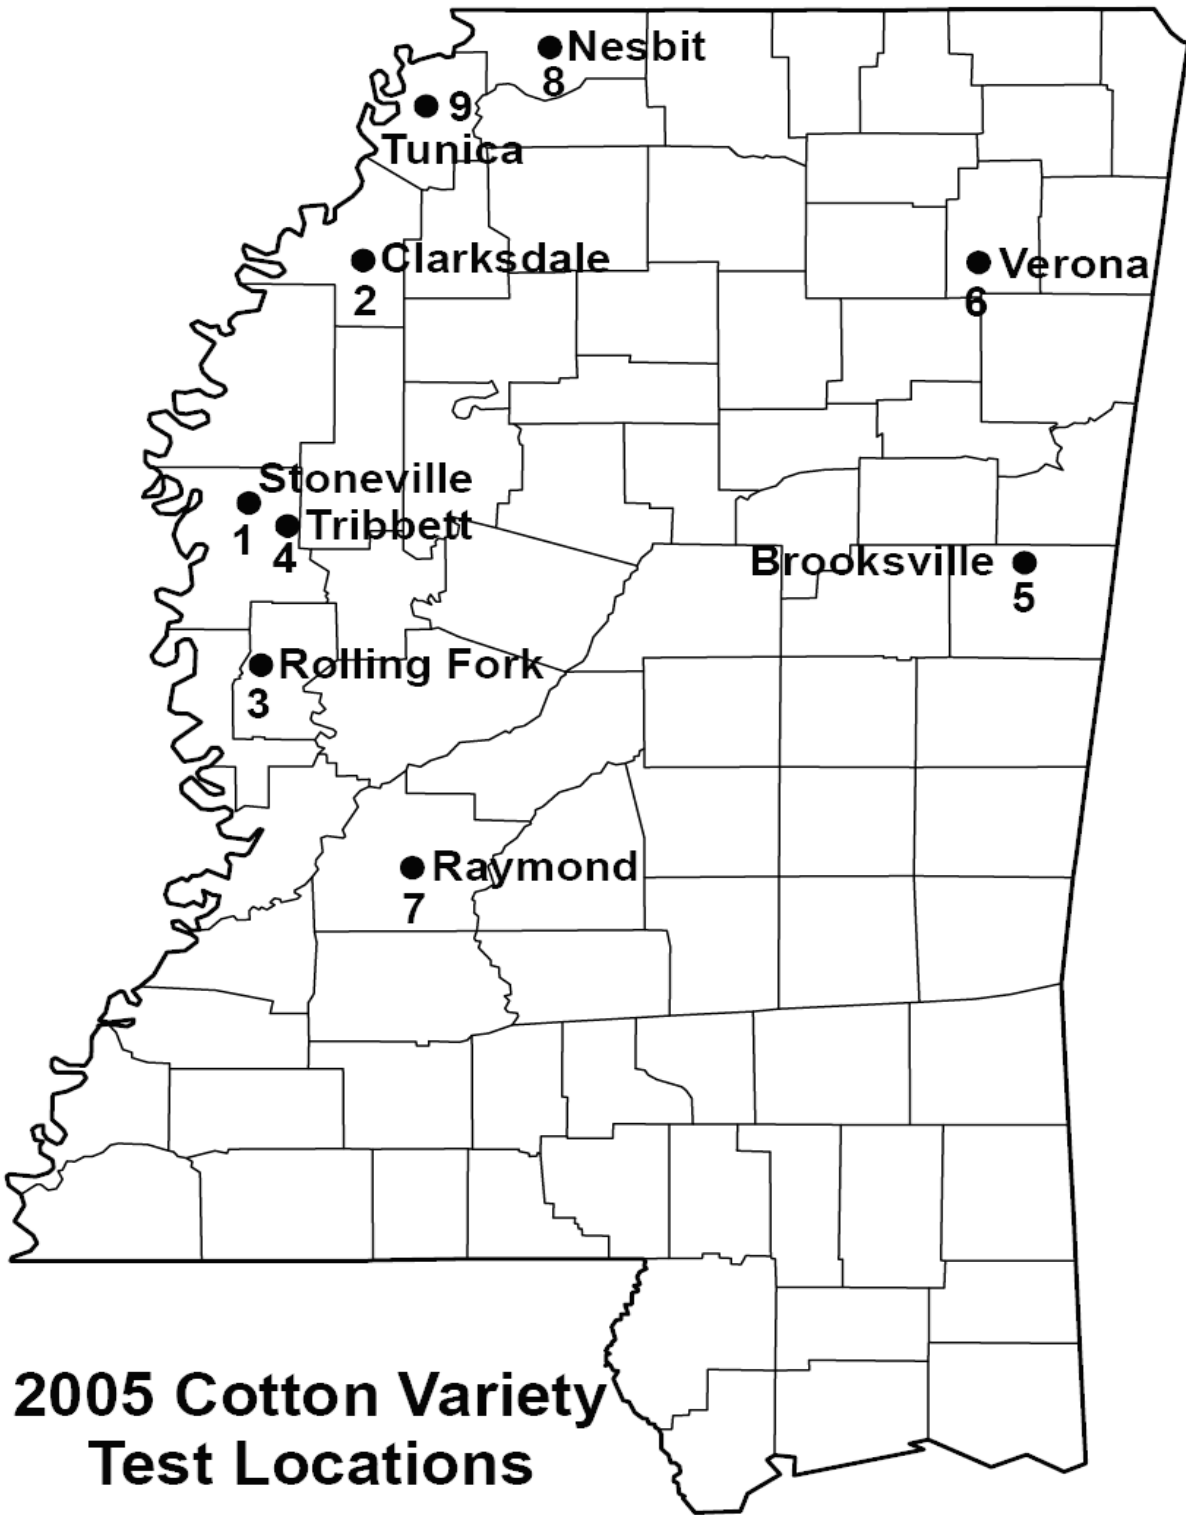 Nesbit
8
9
Tunica
Clarksdale
2
Verona
6
Stoneville
1
Tribbett
4
Brooksville
5
Rolling Fork
3
Raymond
7
2005 Cotton Variety
Test Locations